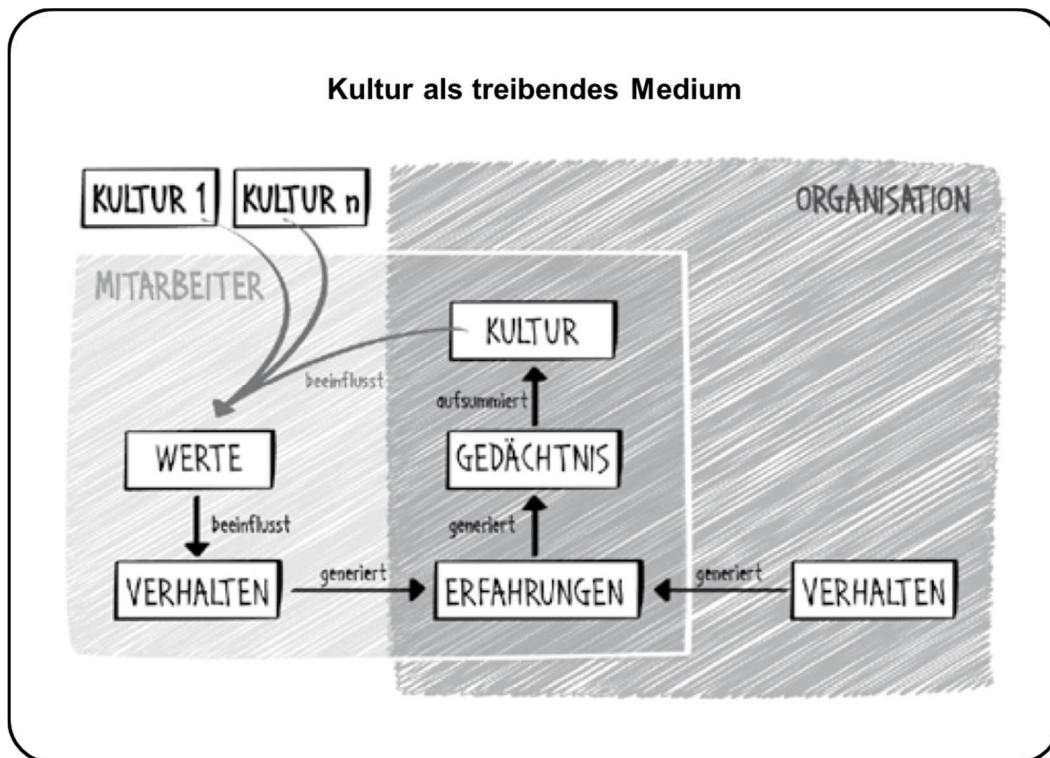 Kultur als treibendes Medium
KULTUR 1
KULTUR n
ORGANISATION
MITARBEITER
KULTUR
beeinflusst
aufsummiert
WERTE
GEDÄCHTNIS
beeinflusst
generiert
VERHALTEN
generiert
ERFAHRUNGEN
generiert
VERHALTEN